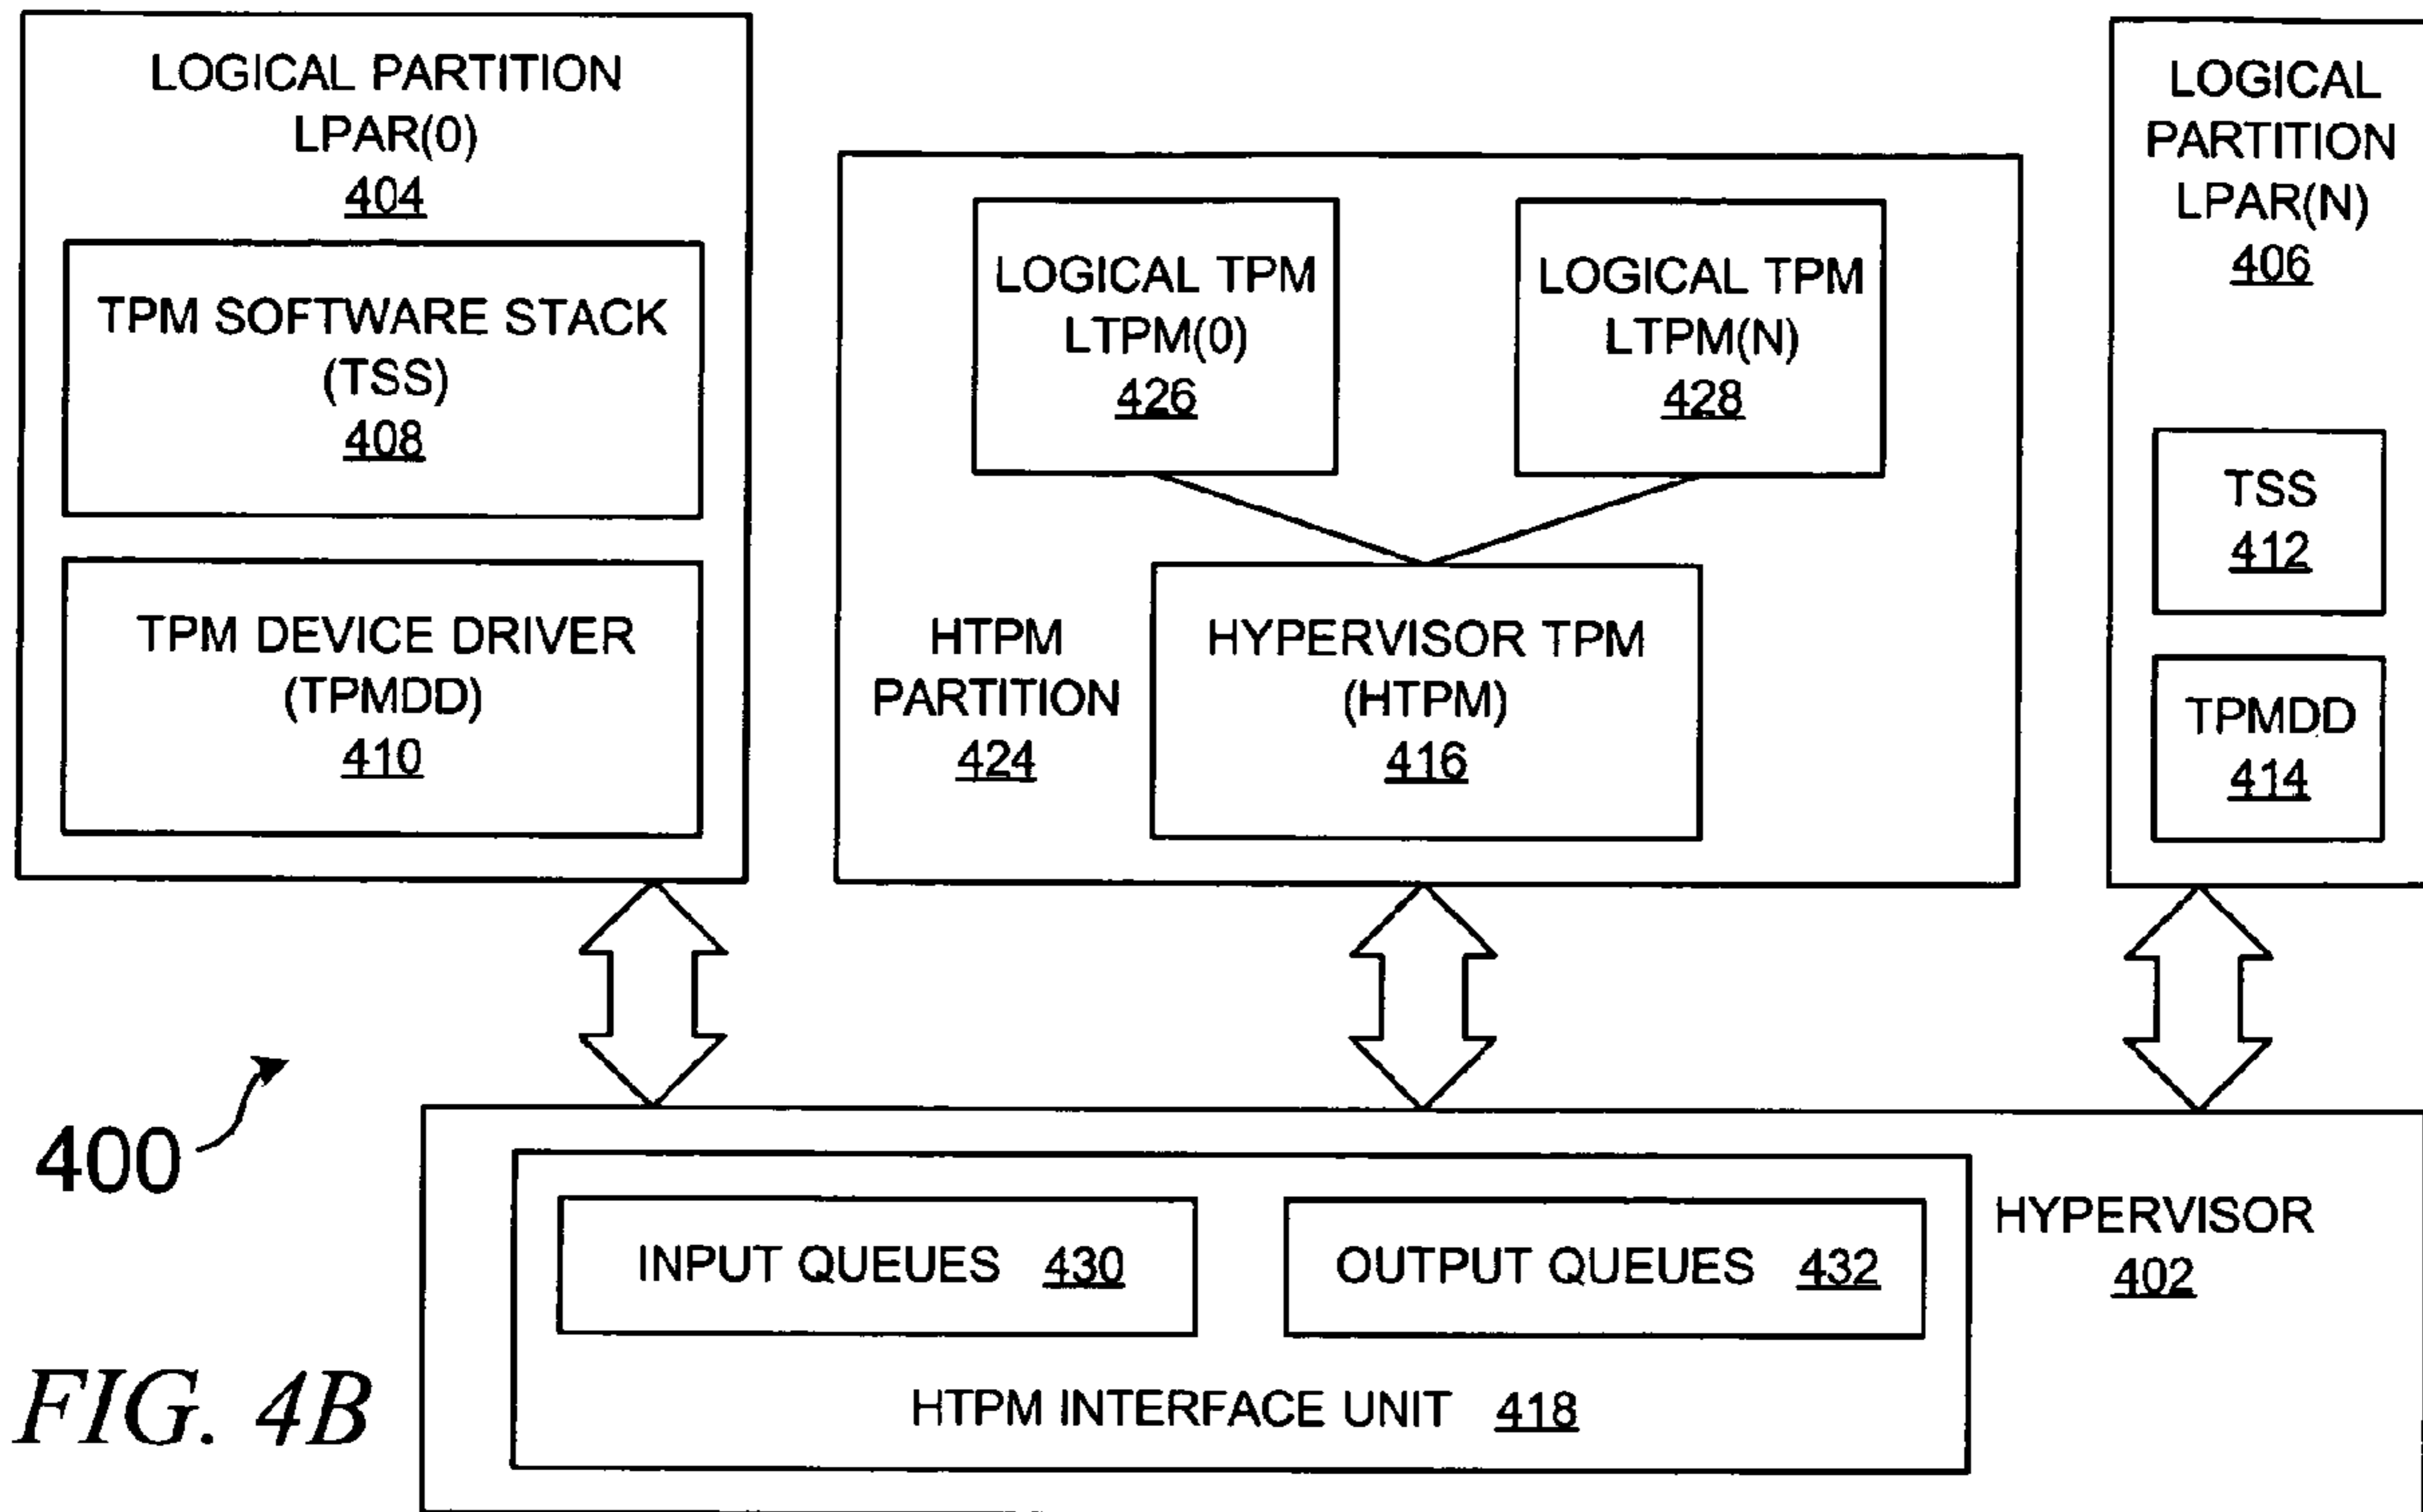 LOGICAL PARTITION
LPAR(0)
404
TPM SOFTWARE STACK
(TSS)
408
TPM DEVICE DRIVER
(TPMDD)
410
LOGICAL TPM
LTPM(0)
426
LOGICAL TPM
LTPM(N)
428
HTPM
PARTITION
424
HYPERVISOR TPM
(HTPM)
416
LOGICAL
PARTITION
LPAR(N)
406
TSS
412
TPMDD
414
400
INPUT QUEUES 430
OUTPUT QUEUES 432
HTPM INTERFACE UNIT 418
HYPERVISOR
402
FIG. 4B